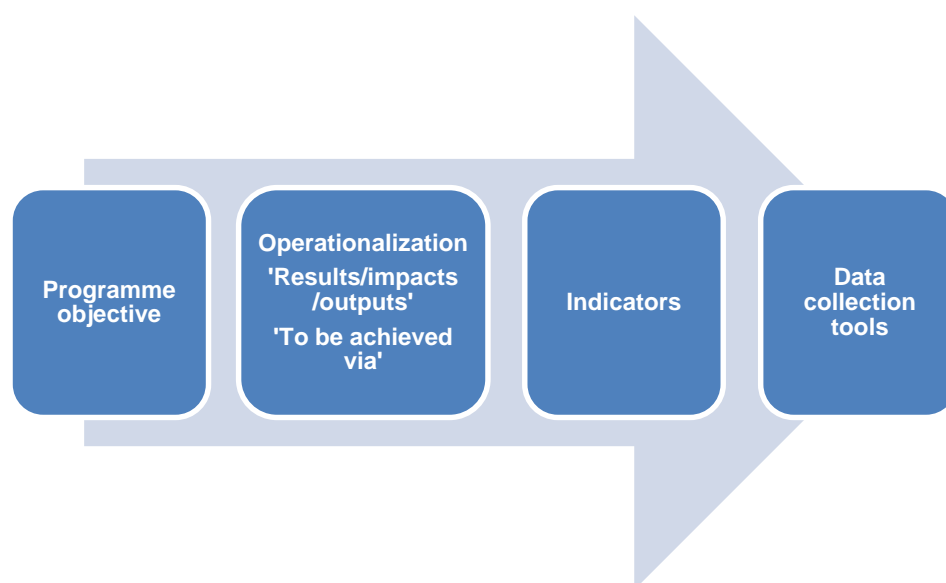 Programme
objective
Operationalization
'Results/impacts
/outputs'
'To be achieved
via'
Indicators
Data
collection
tools